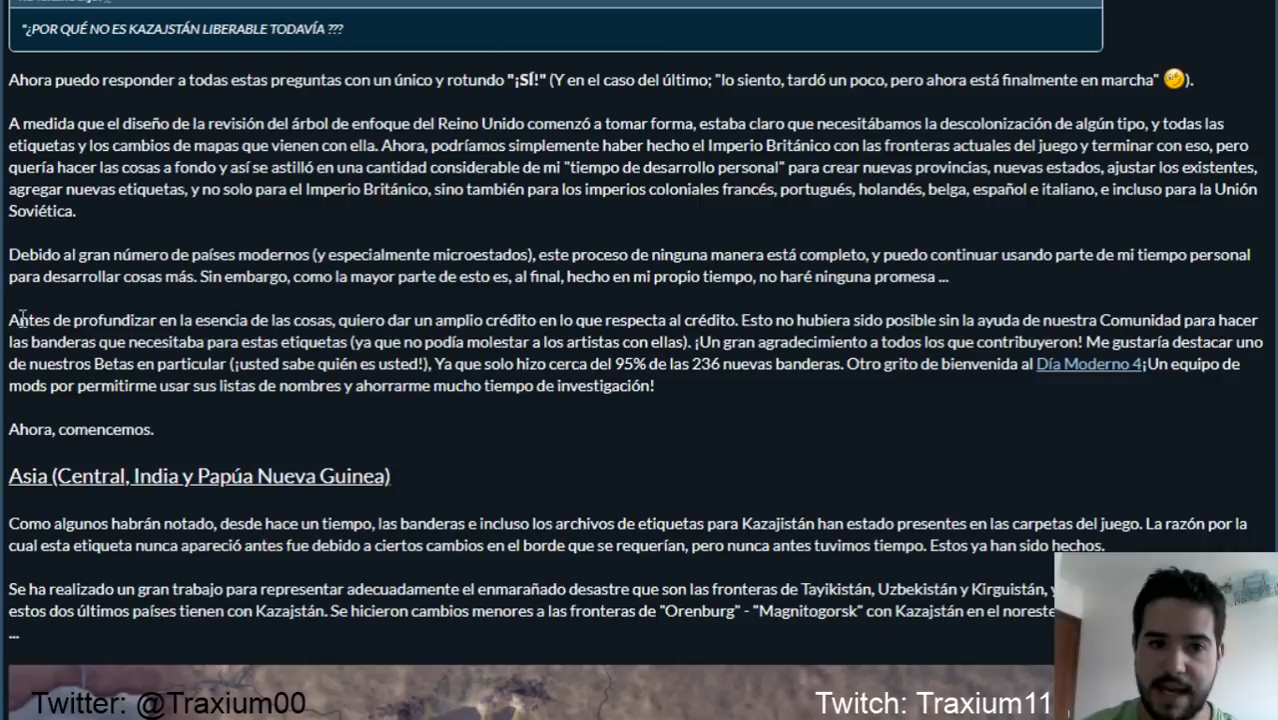 "¿POR QUÉ NO ES KAZAJSTÁN LIBERABLE TODAVÍA ???
Ahora puedo responder a todas estas preguntas con un único y rotundo "¡SÍ!" (Y en el caso del último; "lo siento, tardó un poco, pero ahora está finalmente en marcha" ).
A medida que el diseño de la revisión del árbol de enfoque del Reino Unido comenzó a tomar forma, estaba claro que necesitábamos la descolonización de algún tipo, y todas las
etiquetas y los cambios de mapas que vienen con ella. Ahora, podríamos simplemente haber hecho el Imperio Británico con las fronteras actuales del juego y terminar con eso, pero
quería hacer las cosas a fondo y así se astilló en una cantidad considerable de mi "tiempo de desarrollo personal" para crear nuevas provincias, nuevas estados, ajustar los existentes,
agregar nuevas etiquetas, y no solo para el Imperio Británico, sino también para los imperios coloniales francés, portugués, holandés, belga, español e italiano, e incluso para la Unión
Soviética.
Debido al gran número de países modernos (y especialmente microestados), este proceso de ninguna manera está completo, y puedo continuar usando parte de mi tiempo personal
para desarrollar cosas más. Sin embargo, como la mayor parte de esto es, al final, hecho en mi propio tiempo, no haré ninguna promesa ...
Antes de profundizar en la esencia de las cosas, quiero dar un amplio crédito en lo que respecta al crédito. Esto no hubiera sido posible sin la ayuda de nuestra Comunidad para hacer
las banderas que necesitaba para estas etiquetas (ya que no podía molestar a los artistas con ellas). ¡Un gran agradecimiento a todos los que contribuyeron! Me gustaría destacar uno
de nuestros Betas en particular (¡usted sabe quién es usted!), Ya que solo hizo cerca del 95% de las 236 nuevas banderas. Otro grito de bienvenida al Día Moderno 4¡Un equipo de
mods por permitirme usar sus listas de nombres y ahorrarme mucho tiempo de investigación!
Ahora, comencemos.
Asia (Central, India y Papúa Nueva Guinea)
Como algunos habrán notado, desde hace un tiempo, las banderas e incluso los archivos de etiquetas para Kazajistán han estado presentes en las carpetas del juego. La razón por la
cual esta etiqueta nunca apareció antes fue debido a ciertos cambios en el borde que se requerían, pero nunca antes tuvimos tiempo. Estos ya han sido hechos.
Se ha realizado un gran trabajo para representar adecuadamente el enmarañado desastre que son las fronteras de Tayikistán, Uzbekistán y Kirguistán,
estos dos últimos países tienen con Kazajstán. Se hicieron cambios menores a las fronteras de "Orenburg" - "Magnitogorsk" con Kazajstán en el noreste
...
Twitter: @Traxium00
Twitch: Traxium11